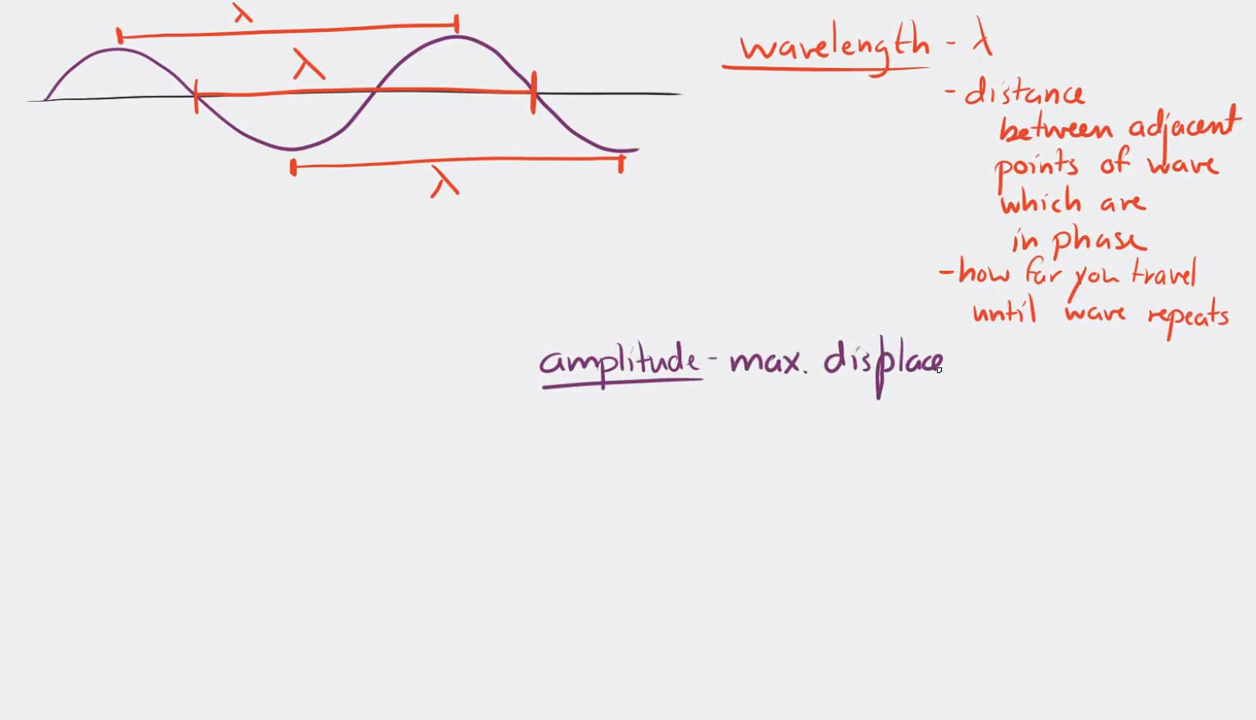 λ
λ
λ
wavelength - λ
- distance
between adjacent
points of wave
which are
in phase
- how far you travel
until wave repeats
amplitude - max. displace